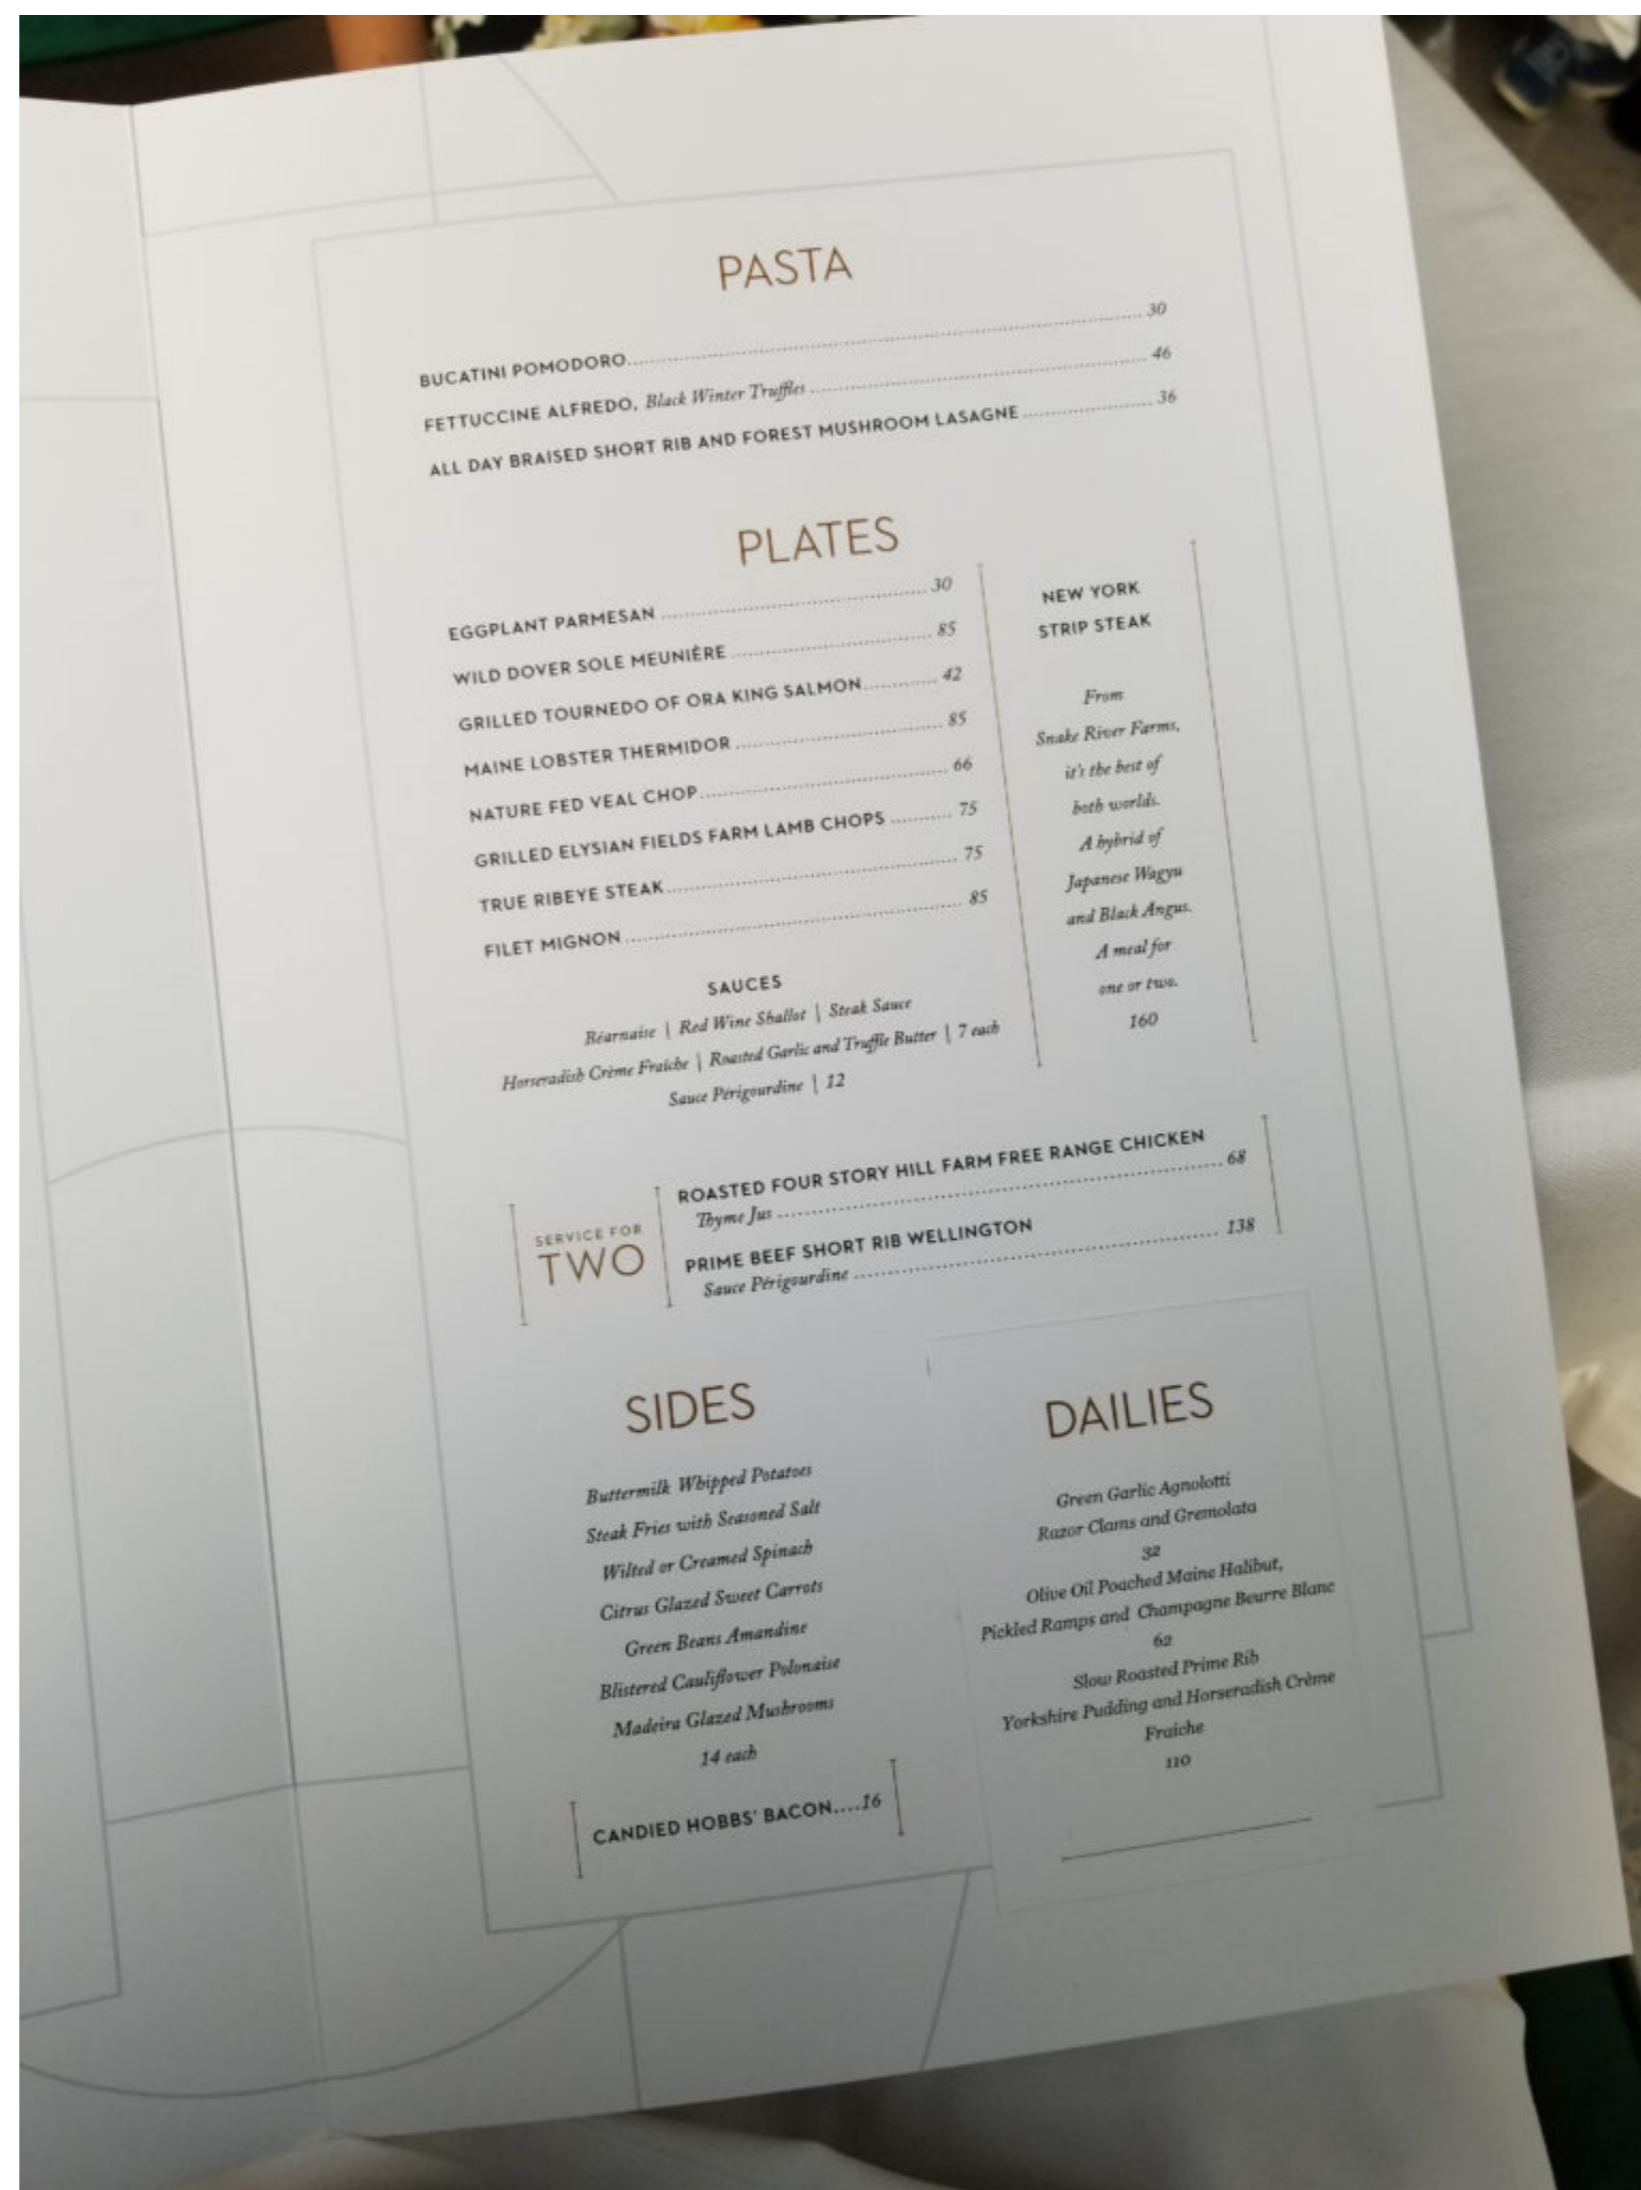 PASTA
BUCATINI POMODORO 30
FETTUCCINE ALFREDO, Black Winter Truffles 46
ALL DAY BRAISED SHORT RIB AND FOREST MUSHROOM LASAGNE 36
PLATES
EGGPLANT PARMESAN 30
WILD DOVER SOLE MEUNIÈRE 85
GRILLED TOURNEDO OF ORA KING SALMON 42
MAINE LOBSTER THERMIDOR 85
NATURE FED VEAL CHOP 66
GRILLED ELYSIAN FIELDS FARM LAMB CHOPS 75
TRUE RIBEYE STEAK 75
FILET MIGNON 85
SAUCES
Béarnaise | Red Wine Shallot | Steak Sauce
Horseradish Crème Fraîche | Roasted Garlic and Truffle Butter | 7 each
Sauce Périgourdine | 12
NEW YORK
STRIP STEAK
From
Snake River Farms,
it's the best of
both worlds.
A hybrid of
Japanese Wagyu
and Black Angus.
A meal for
one or two.
160
SERVICE FOR
TWO
ROASTED FOUR STORY HILL FARM FREE RANGE CHICKEN
Thyme Jus 68
PRIME BEEF SHORT RIB WELLINGTON
Sauce Périgourdine 138
SIDES
Buttermilk Whipped Potatoes
Steak Fries with Seasoned Salt
Wilted or Creamed Spinach
Citrus Glazed Sweet Carrots
Green Beans Amandine
Blistered Cauliflower Polonaise
Madeira Glazed Mushrooms
14 each
CANDIED HOBBS' BACON....16
DAILIES
Green Garlic Agnolotti
Razor Clams and Gremolata
32
Olive Oil Poached Maine Halibut,
Pickled Ramps and Champagne Beurre Blanc
62
Slow Roasted Prime Rib
Yorkshire Pudding and Horseradish Crème
Fraiche
110